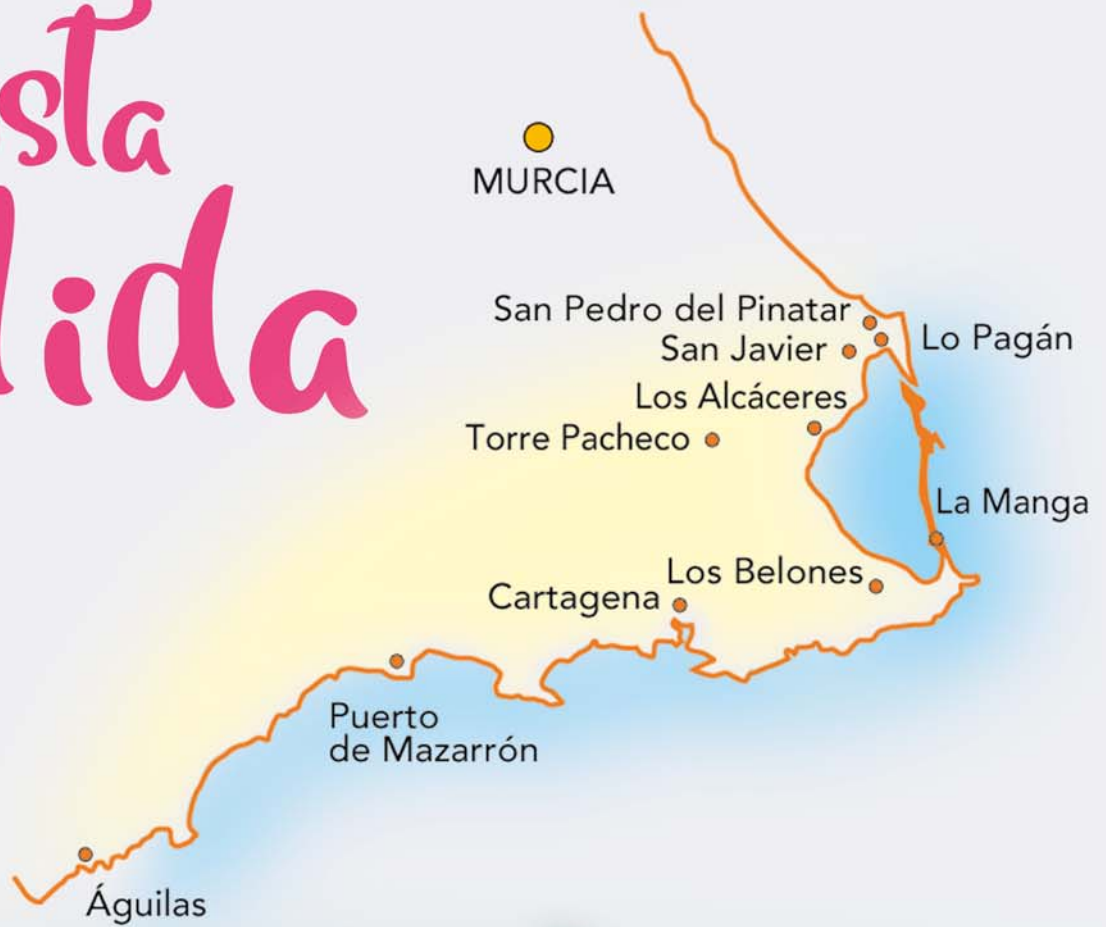 sta
lida
MURCIA
San Pedro del Pinatar
Lo Pagán
San Javier
Los Alcáceres
Torre Pacheco
La Manga
Los Belones
Cartagena
Puerto
de Mazarrón
Águilas